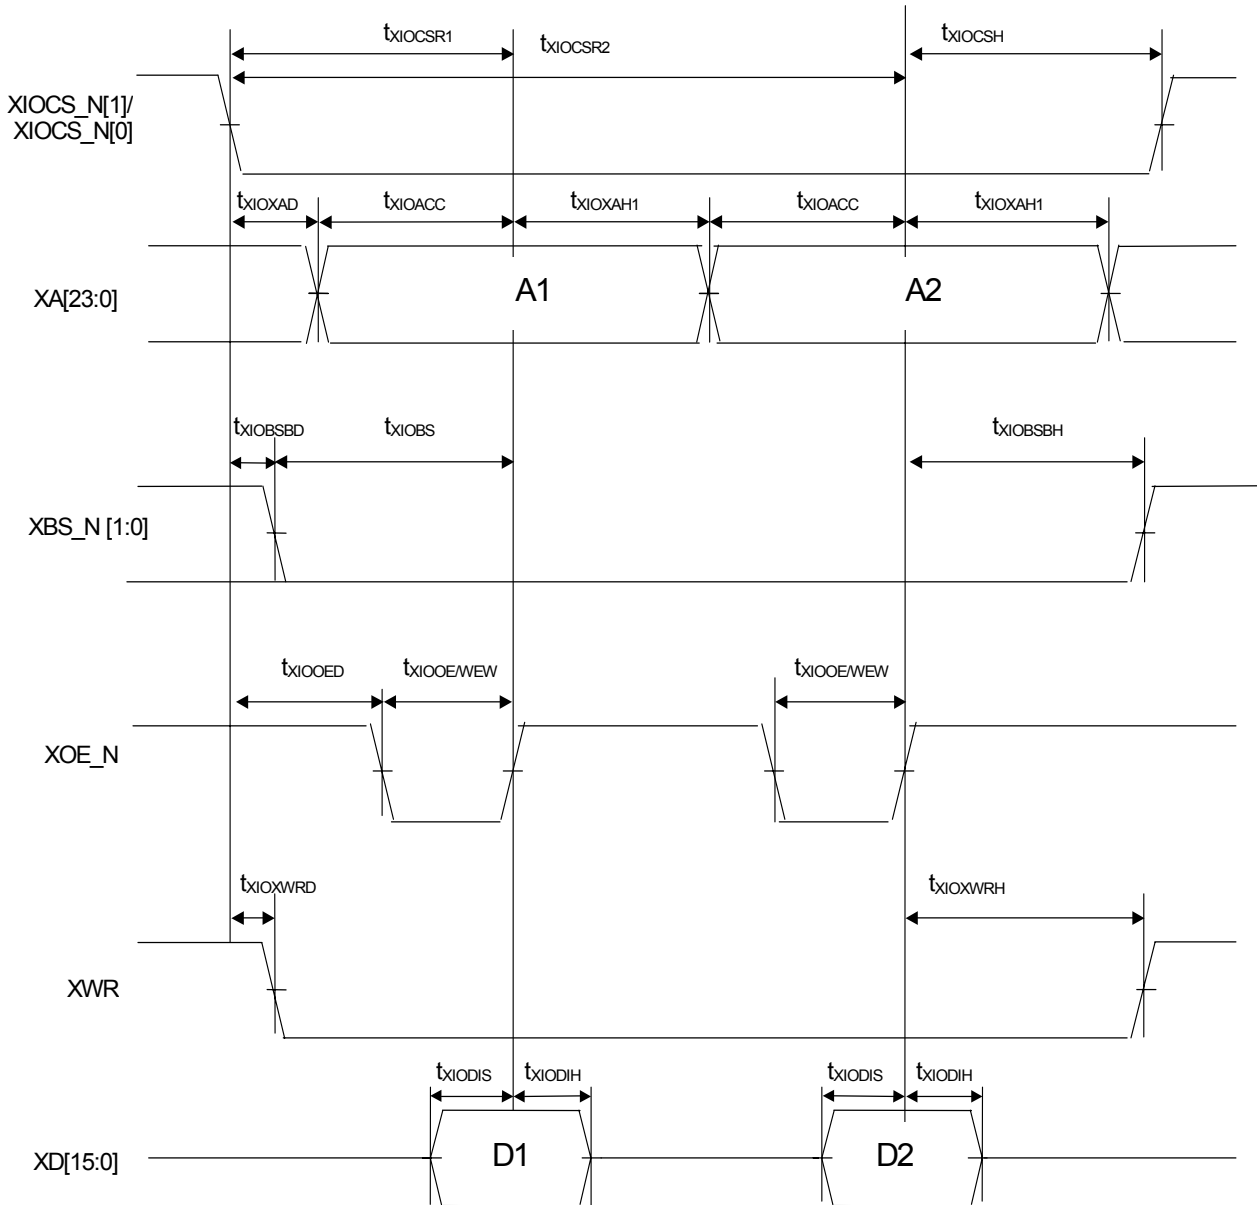 tXIOCSR1
tXIOCSR2
tXIOCSH
XIOCS_N[1]/
XIOCS_N[0]
tXIOXAD
tXIOACC
tXIOXAH1
tXIOACC
tXIOXAH1
XA[23:0]
A1
A2
tXIOBSBD
tXIOBS
tXIOBSBH
XBS_N [1:0]
tXIOOED
tXIOOE/WEW
tXIOOE/WEW
XOE_N
tXIOXWRD
tXIOXWRH
XWR
tXIODIS
tXIODIH
tXIODIS
tXIODIH
XD[15:0]
D1
D2